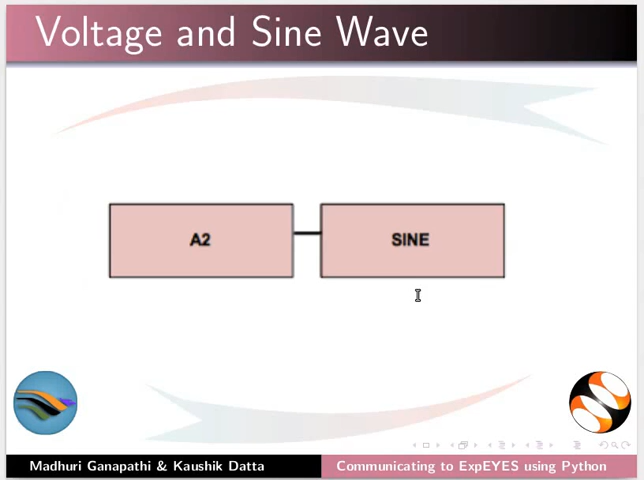 Voltage and Sine Wave
A2
SINE
Madhuri Ganapathi & Kaushik Datta
Communicating to ExpEYES using Python